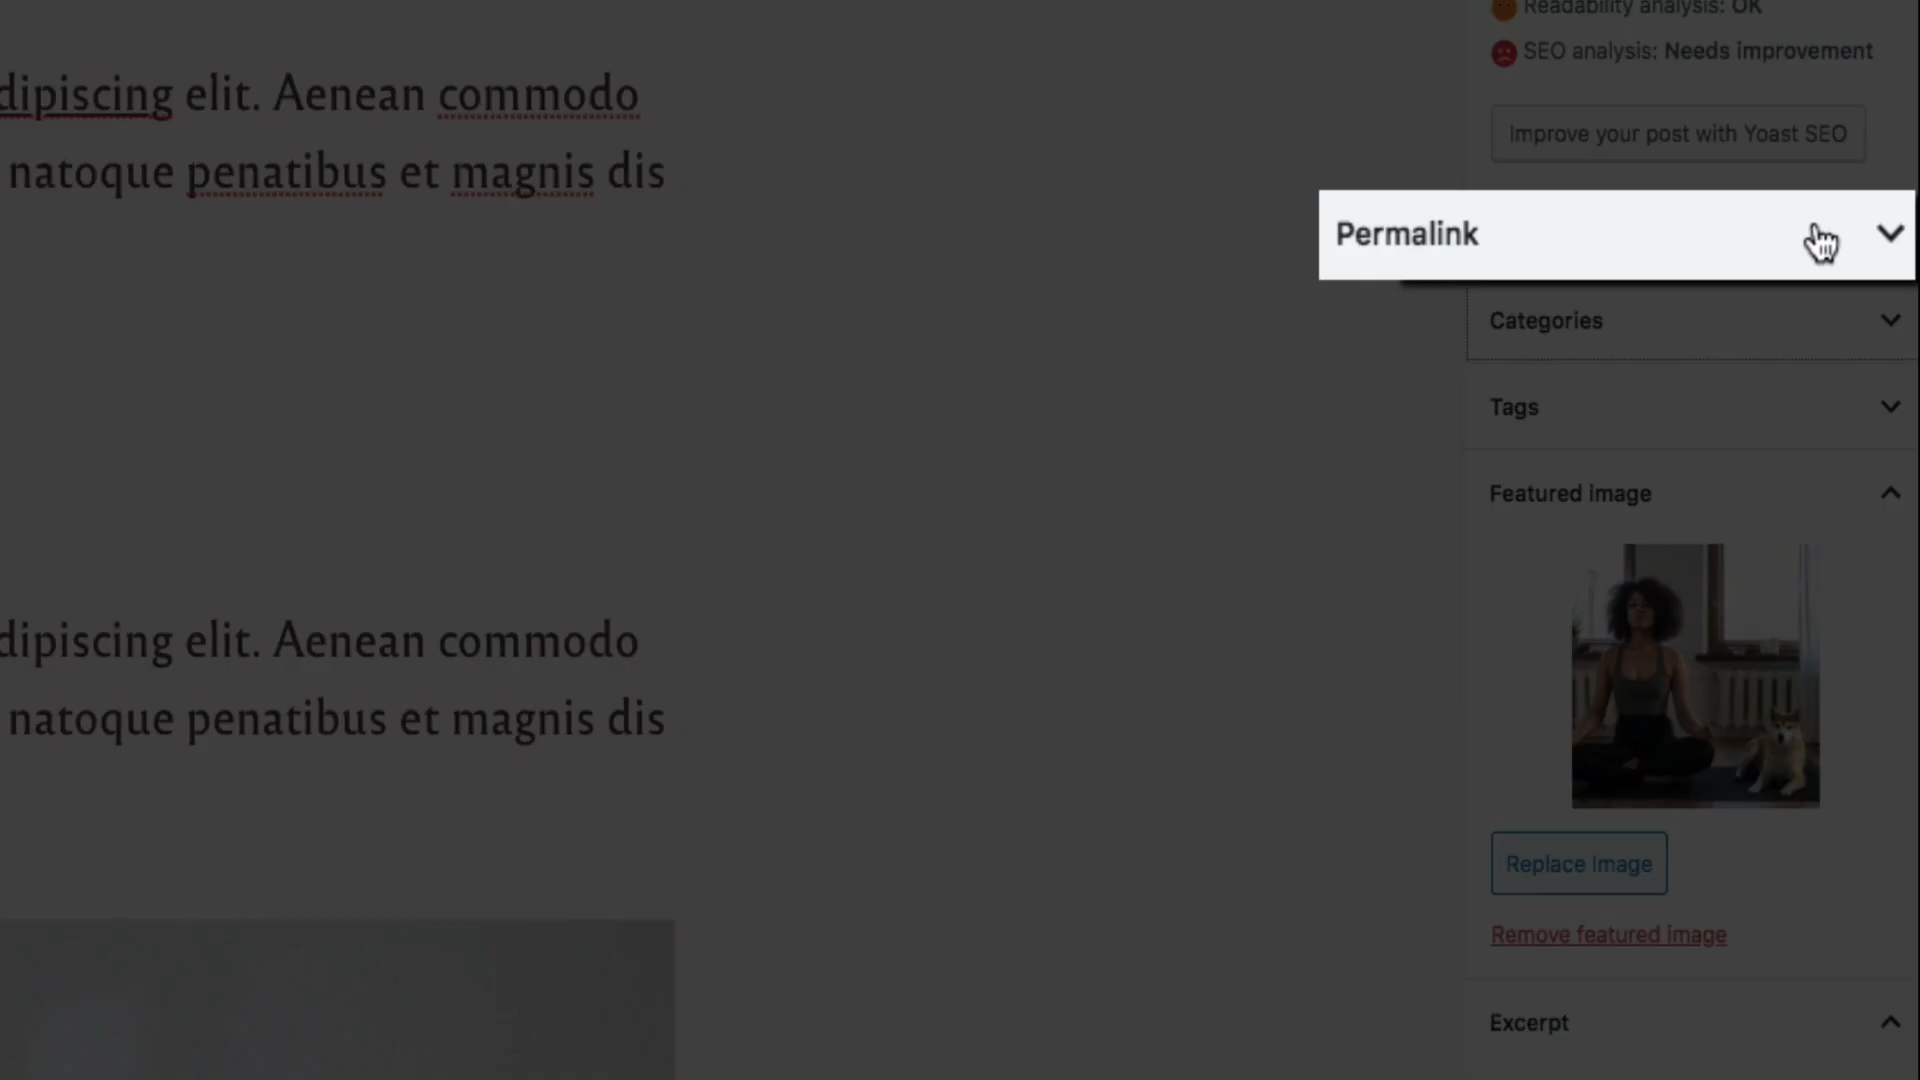 dipiscing elit. Aenean commodo
natoque penatibus et magnis dis
dipiscing elit. Aenean commodo
natoque penatibus et magnis dis
Readability analysis: OK
SEO analysis: Needs improvement
Improve your post with Yoast SEO
Permalink
Categories
Tags
Featured image
Replace Image
Remove featured image
Excerpt